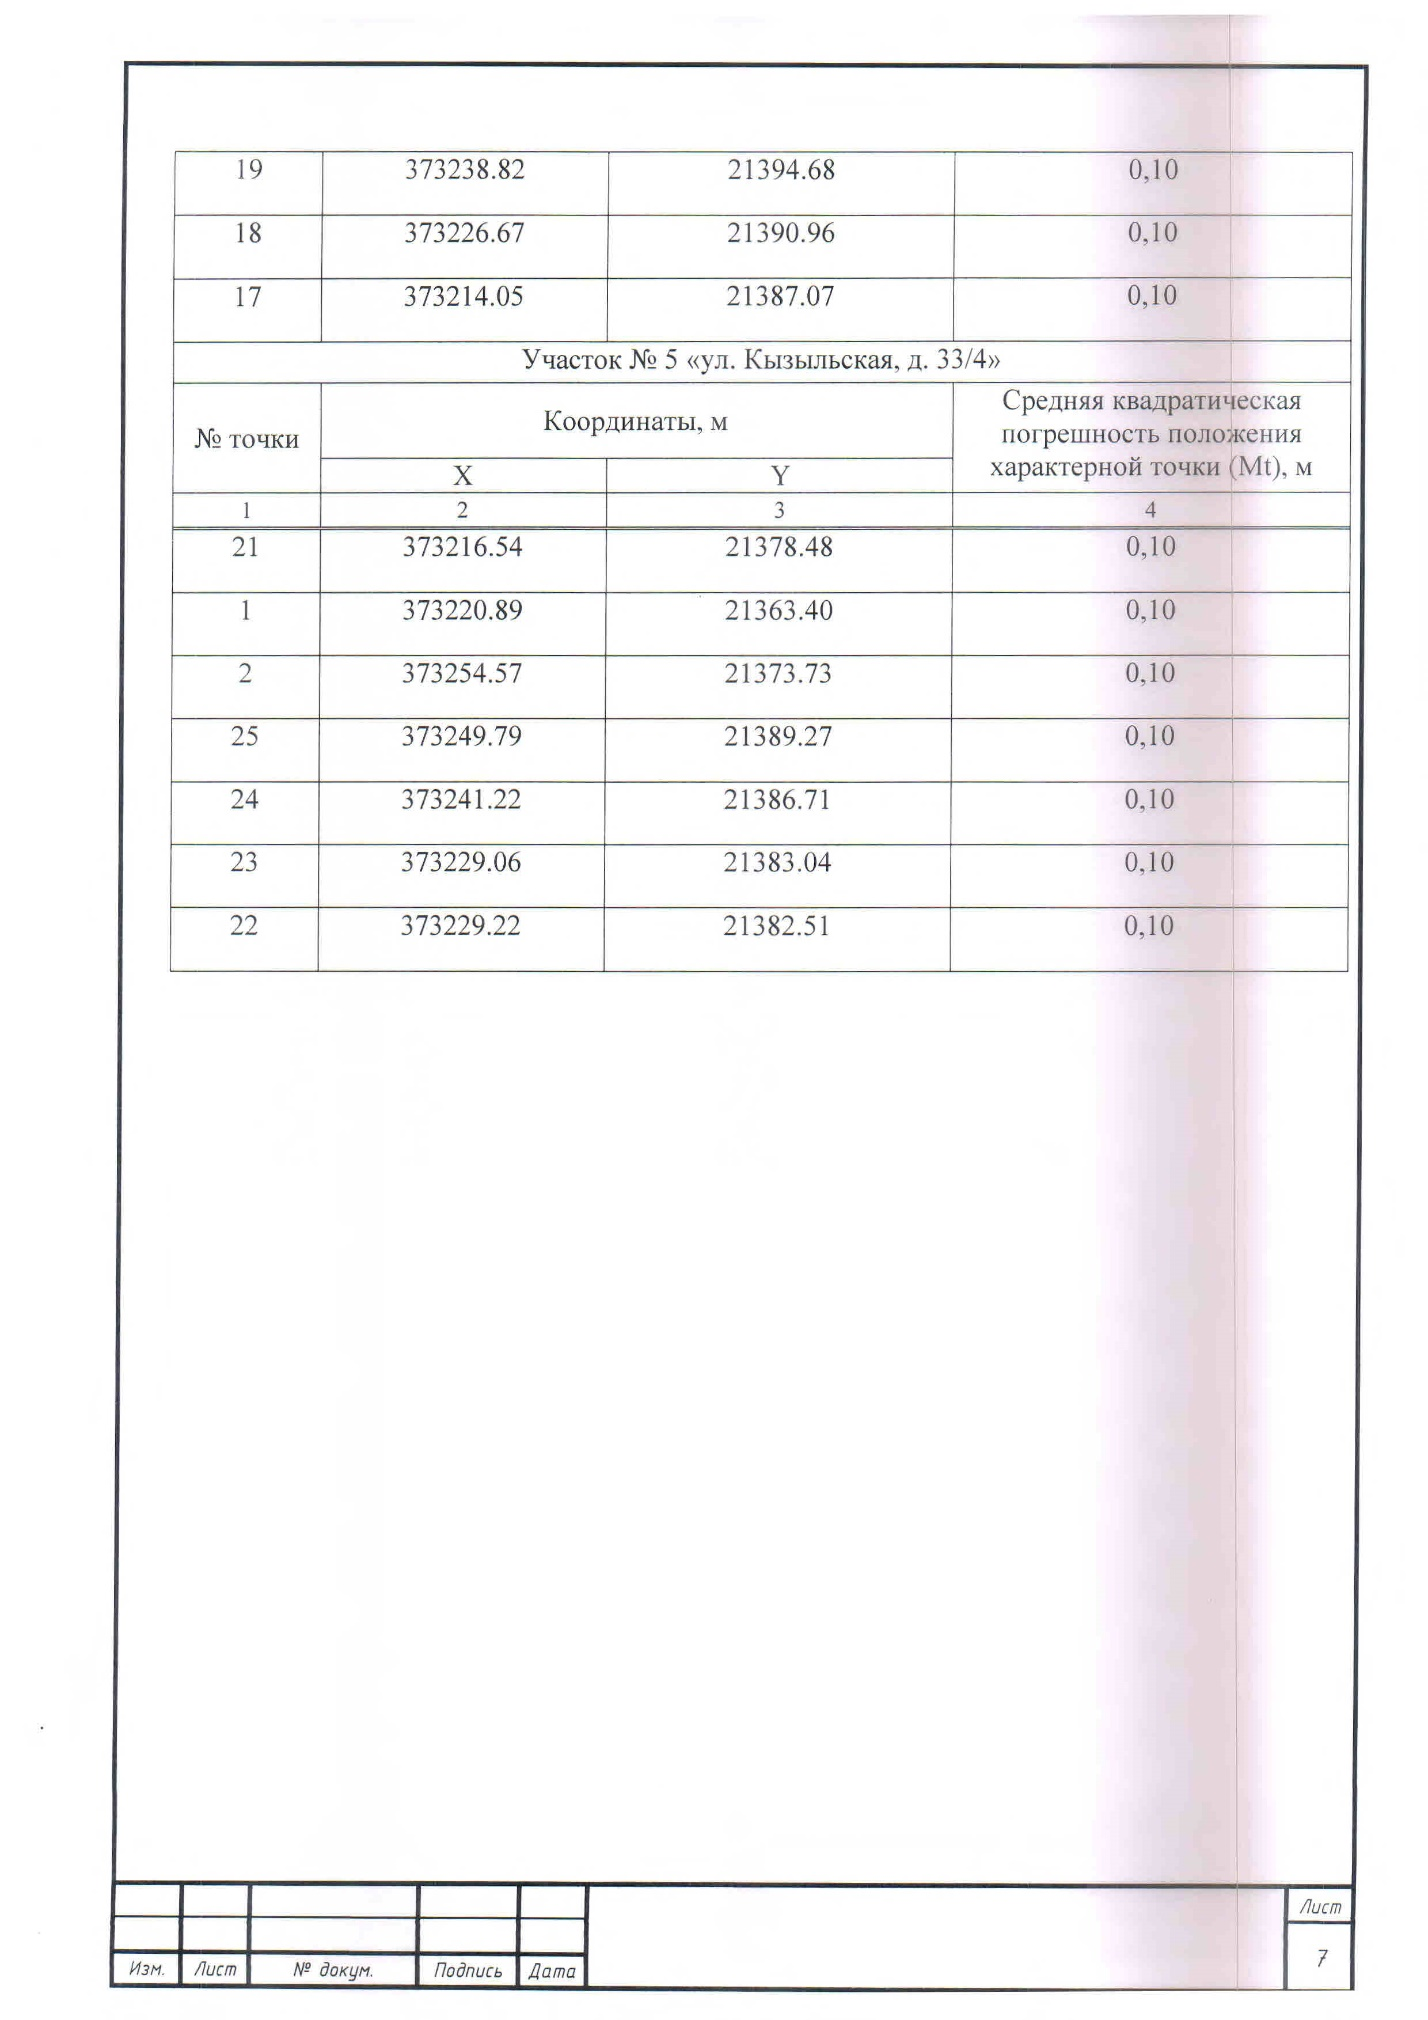 19 373238.82 21394.68 0,10
18 373226.67 21390.96 0,10
17 373214.05 21387.07 0,10
Участок № 5 «ул. Кызыльская, д. 33/4»
№ точки Координаты, м Средняя квадратическая
погрешность положения
характерной точки (Mt), м
X Y
1 2 3 4
21 373216.54 21378.48 0,10
1 373220.89 21363.40 0,10
2 373254.57 21373.73 0,10
25 373249.79 21389.27 0,10
24 373241.22 21386.71 0,10
23 373229.06 21383.04 0,10
22 373229.22 21382.51 0,10
Лист
7
Изм. Лист № докум. Подпись Дата